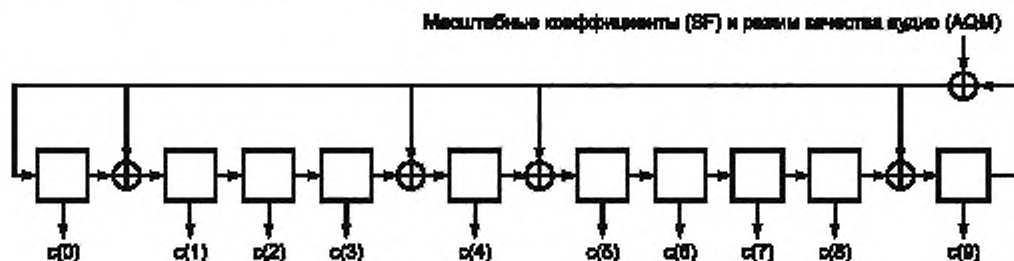 Масштабные коэффициенты (SF) и режим качества аудио (AQM)
c(0) c(1) c(2) c(3) c(4) c(5) c(6) c(7) c(8) c(9)